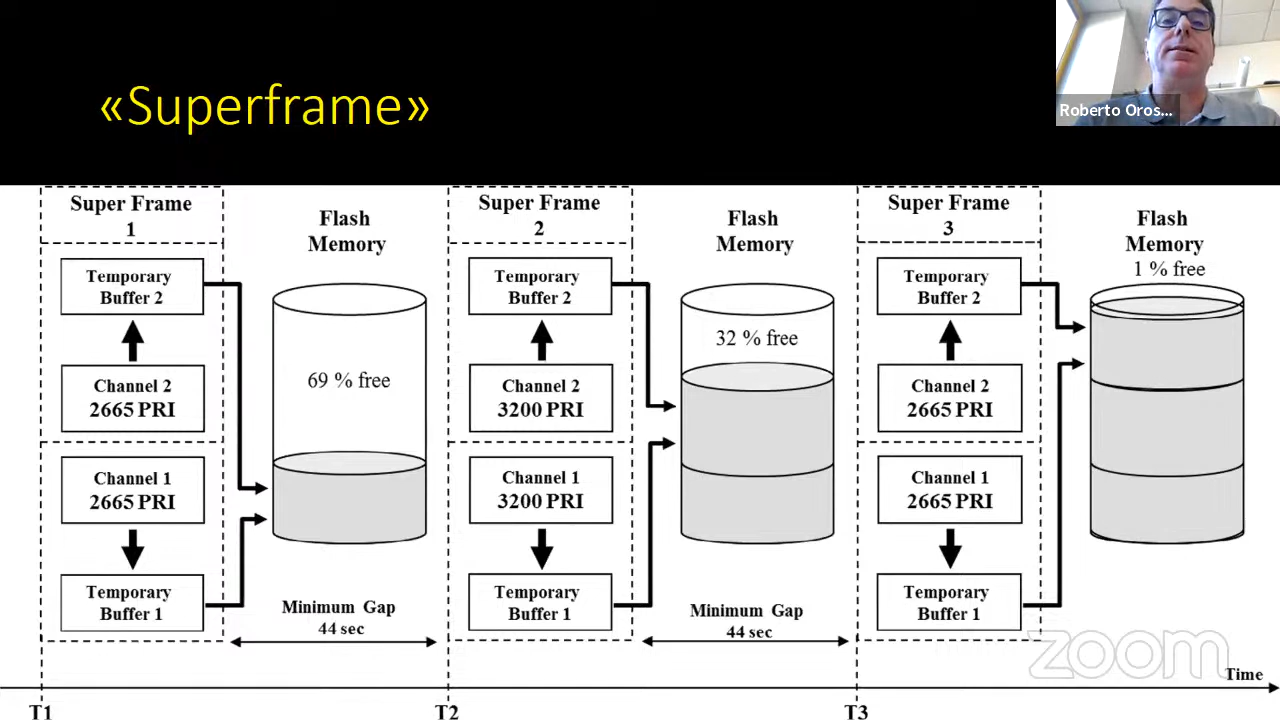 «Superframe»
Roberto Oros...
Super Frame
1
Temporary
Buffer 2
Channel 2
2665 PRI
Channel 1
2665 PRI
Temporary
Buffer 1
Flash
Memory
69 % free
Minimum Gap
44 sec
Super Frame
2
Temporary
Buffer 2
Channel 2
3200 PRI
Channel 1
3200 PRI
Temporary
Buffer 1
Flash
Memory
32 % free
Minimum Gap
44 sec
Super Frame
3
Temporary
Buffer 2
Channel 2
2665 PRI
Channel 1
2665 PRI
Temporary
Buffer 1
Flash
Memory
1 % free
zoom
Time
T1
T2
T3